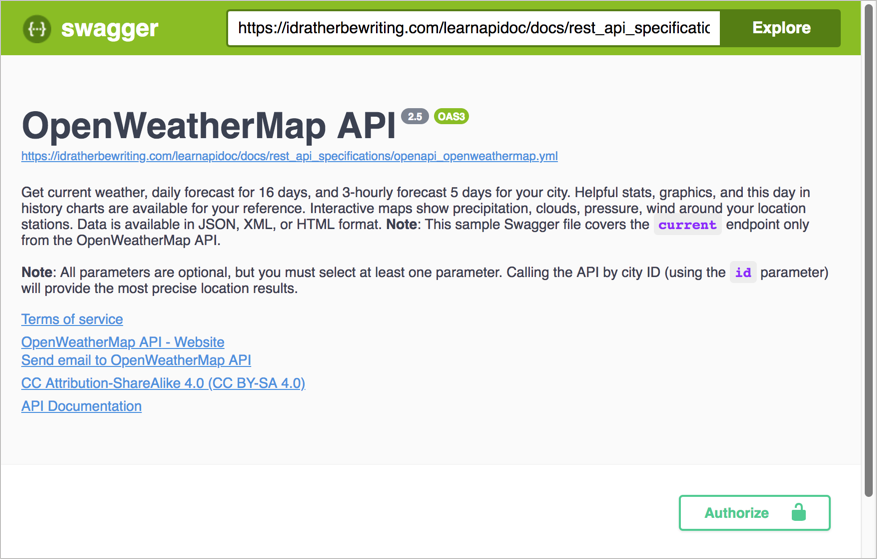 swagger
https://idratherbewriting.com/learnapidoc/docs/rest_api_specificatic
Explore
OpenWeatherMap API 2.5 OAS3
https://idratherbewriting.com/learnapidoc/docs/rest_api_specifications/openapi_openweathermap.yml
Get current weather, daily forecast for 16 days, and 3-hourly forecast 5 days for your city. Helpful stats, graphics, and this day in
history charts are available for your reference. Interactive maps show precipitation, clouds, pressure, wind around your location
stations. Data is available in JSON, XML, or HTML format. Note: This sample Swagger file covers the current endpoint only
from the OpenWeatherMap API.
Note: All parameters are optional, but you must select at least one parameter. Calling the API by city ID (using the id parameter)
will provide the most precise location results.
Terms of service
OpenWeatherMap API - Website
Send email to OpenWeatherMap API
CC Attribution-ShareAlike 4.0 (CC BY-SA 4.0)
API Documentation
Authorize